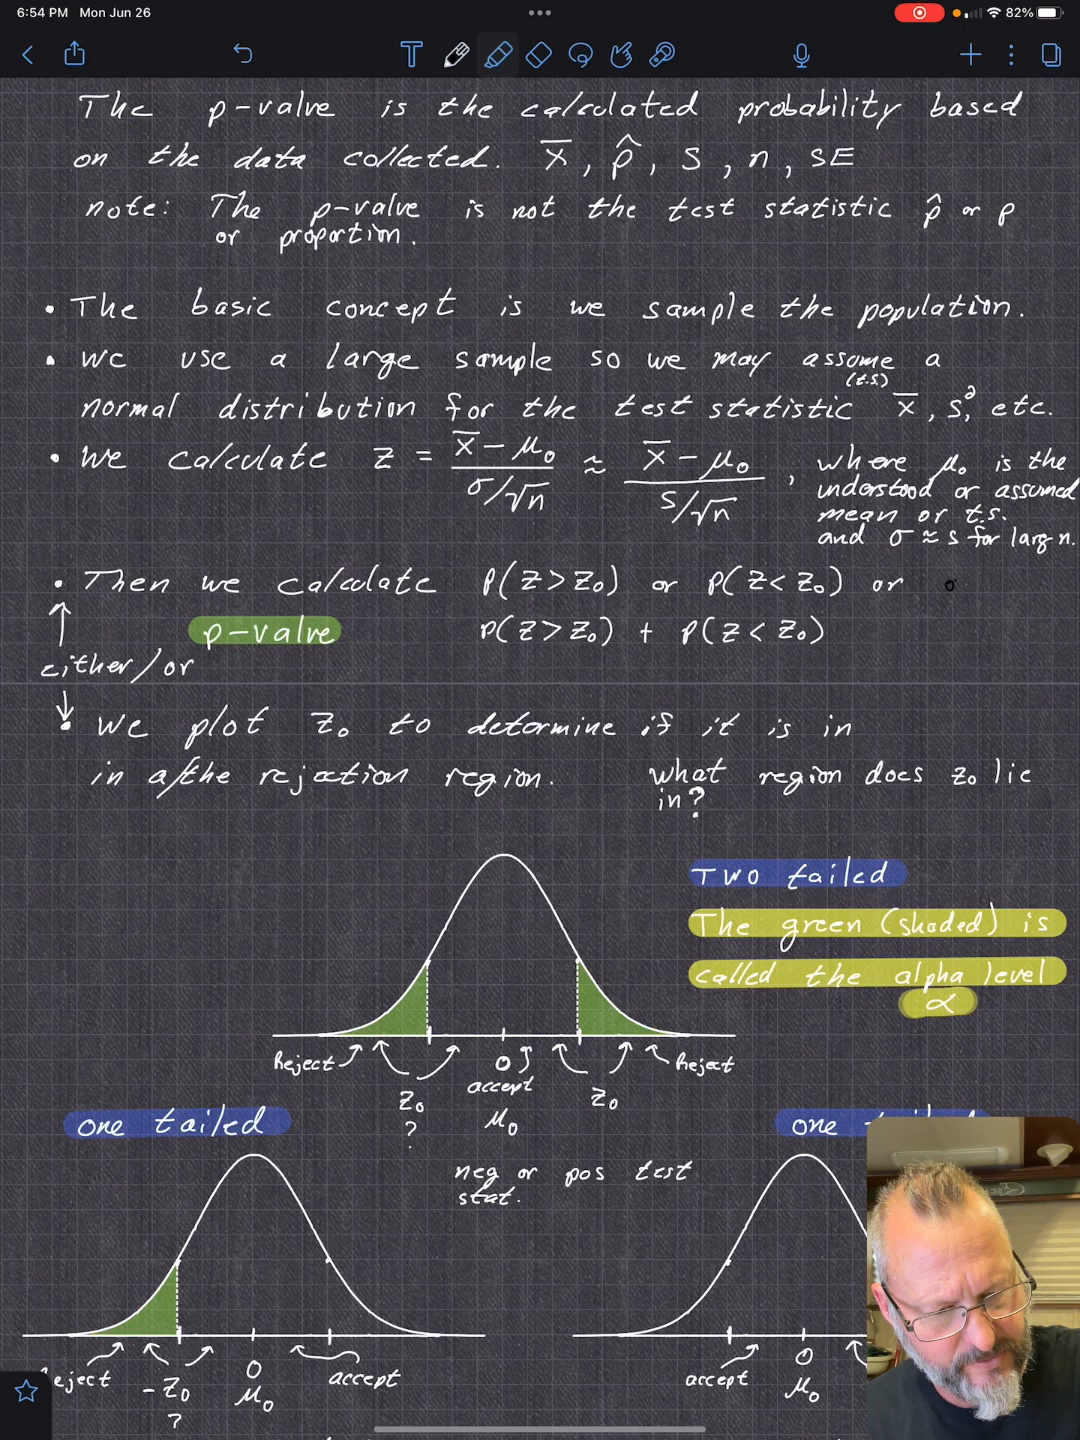 6:54 PM Mon Jun 26
82%
T
The p-value is the calculated probability based
on the data collected. x̄, p̂, s, n, SE
note: The p-value is not the test statistic p̂ or p
or proportion.
• The basic concept is we sample the population.
• we use a large sample so we may assume a
(t.s.)
normal distribution for the test statistic x̄, s², etc.
• We calculate z = (x̄ - μ₀)/(σ/√n) ≈ (x̄ - μ₀)/(s/√n), where μ₀ is the
understood or assumed
mean or t.s.
and σ ≈ s for larg n.
• Then we calculate P(z > z₀) or P(z < z₀) or
p-value P(z > z₀) + P(z < z₀)
either/or
• We plot z₀ to determine if it is in
in a/the rejection region. what region does z₀ lie
in?
Two tailed
The green (shaded) is
called the alpha level
α
Reject z₀ ? 0 accept μ₀ z₀ Reject
one tailed
one
neg or pos test
stat.
eject -z₀ ? 0 μ₀ accept
accept 0 μ₀